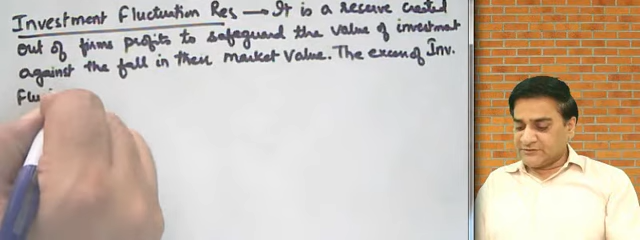 Investment Fluctuation Res → It is a reserve created
out of firms profits to safeguard the value of investment
against the fall in their market value. The excess of Inv.
Flu